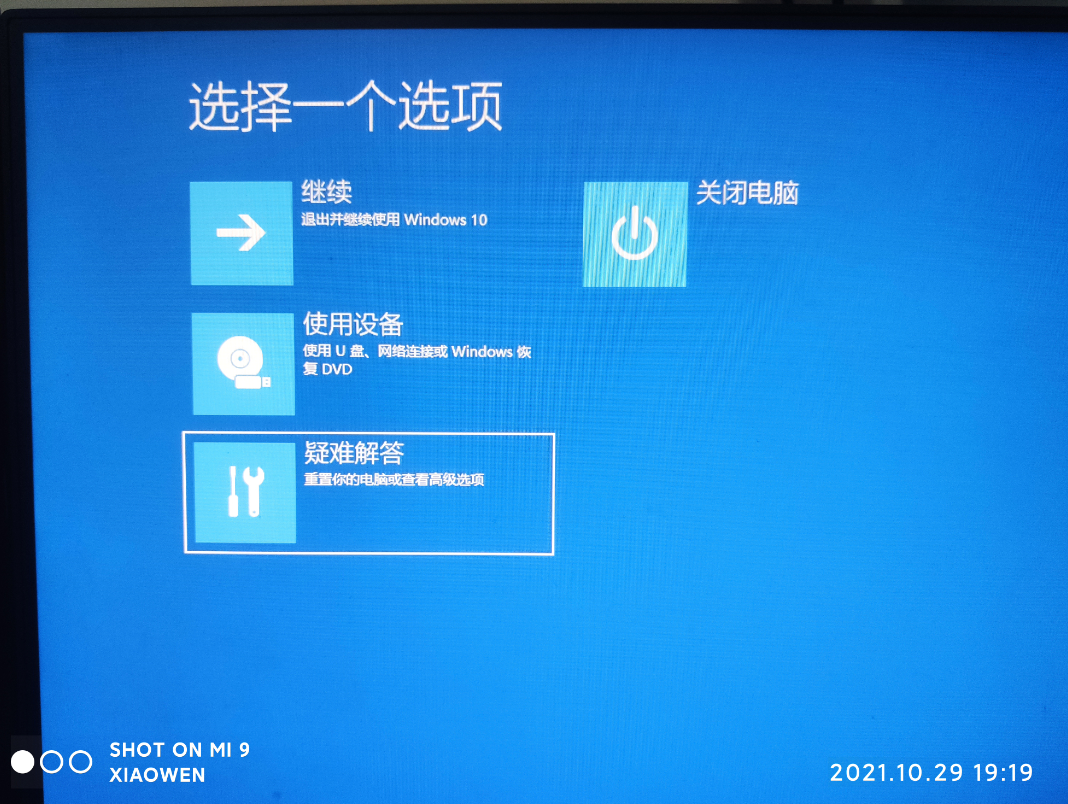 选择一个选项
继续
退出并继续使用 Windows 10
关闭电脑
使用设备
使用 U 盘、网络连接或 Windows 恢
复 DVD
疑难解答
重置你的电脑或查看高级选项
SHOT ON MI 9
XIAOWEN
2021.10.29 19:19